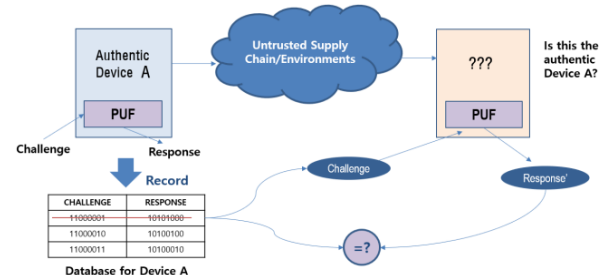 Authentic
Device A
PUF
Challenge
Response
Record
Untrusted Supply
Chain/Environments
???
PUF
Is this the
authentic
Device A?
Challenge
Response'
=?
CHALLENGE RESPONSE
11000001 10101000
11000010 10100100
11000011 10100010
Database for Device A